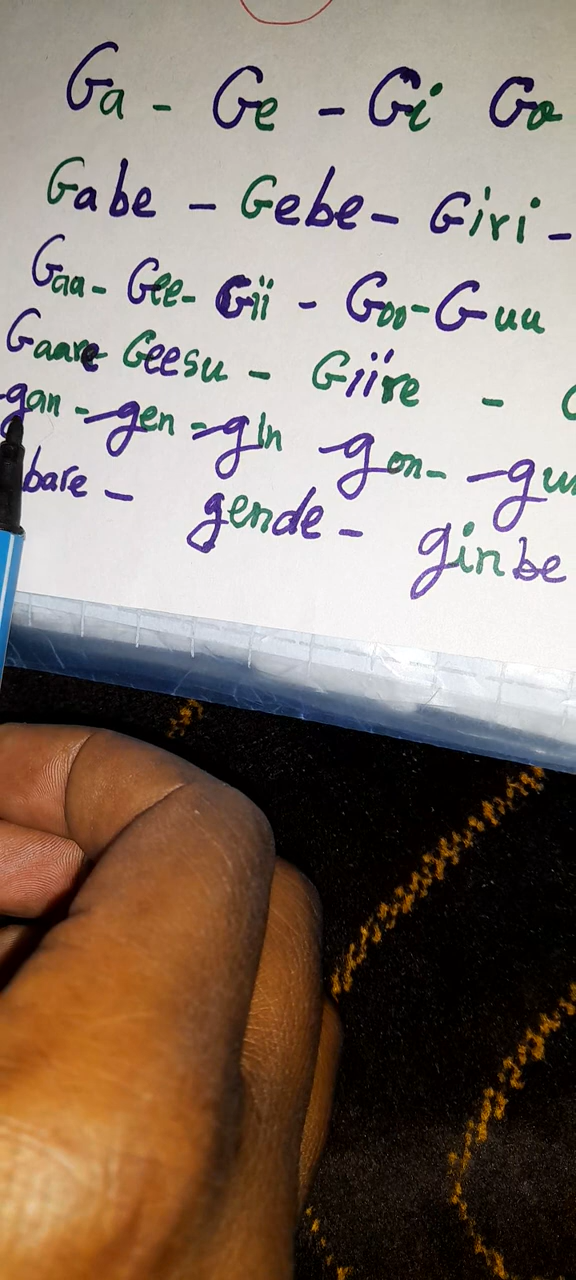 Ga - Ge - Gi Go
Gabe - Gebe - Giri -
Gaa - Gee - Gii - Goo - Guu
Gaare Geesu - Giire -
-gan - -gen - -gin -gon -
bare - gende - ginbe